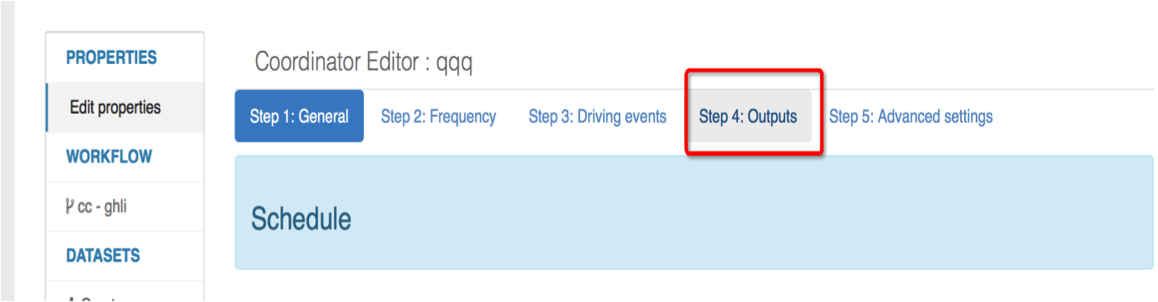 PROPERTIES
Edit properties
WORKFLOW
cc - ghli
DATASETS
Coordinator Editor : qqq
Step 1: General Step 2: Frequency Step 3: Driving events Step 4: Outputs Step 5: Advanced settings
Schedule